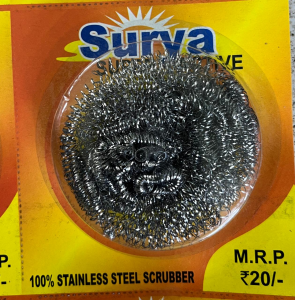 Surya
M.R.P.
₹20/-
100% STAINLESS STEEL SCRUBBER
P.
/-